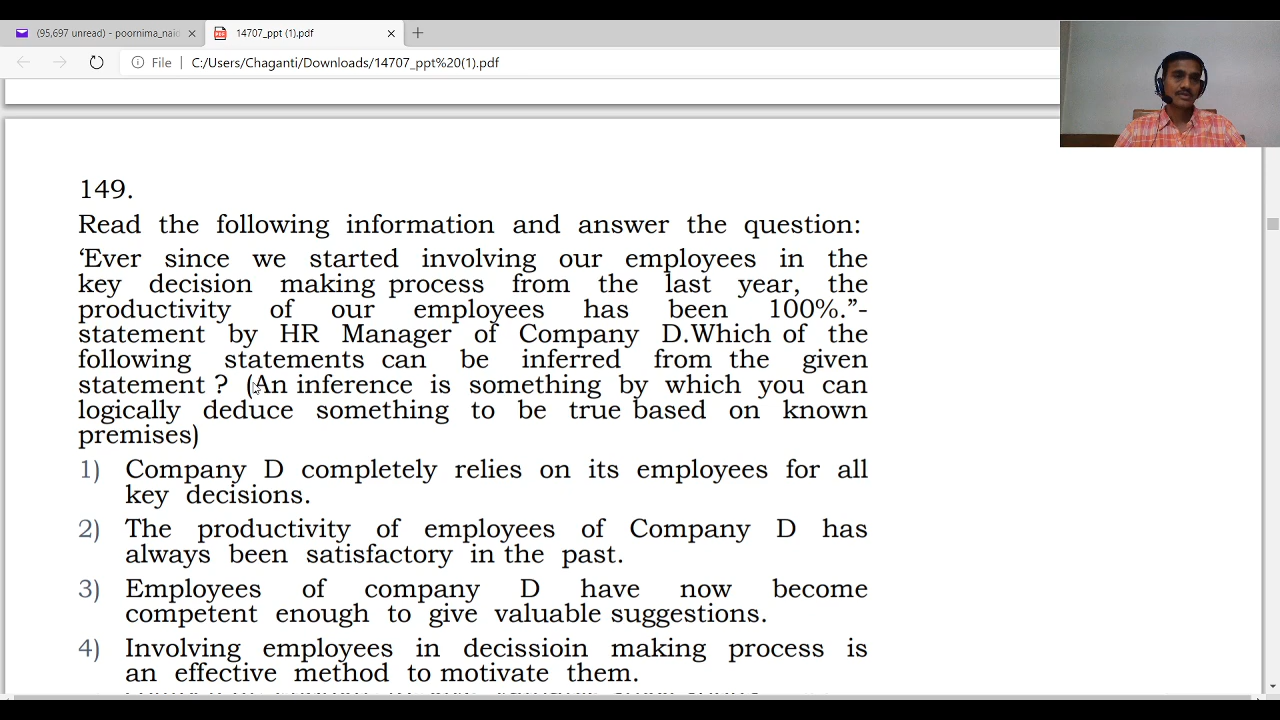 (95,697 unread) - poornima_naid
14707_ppt (1).pdf
File
C:/Users/Chaganti/Downloads/14707_ppt%20(1).pdf
149.
Read the following information and answer the question:
‘Ever since we started involving our employees in the
key decision making process from the last year, the
productivity of our employees has been 100%.”-
statement by HR Manager of Company D.Which of the
following statements can be inferred from the given
statement ? (An inference is something by which you can
logically deduce something to be true based on known
premises)
1) Company D completely relies on its employees for all
key decisions.
2) The productivity of employees of Company D has
always been satisfactory in the past.
3) Employees of company D have now become
competent enough to give valuable suggestions.
4) Involving employees in decissioin making process is
an effective method to motivate them.